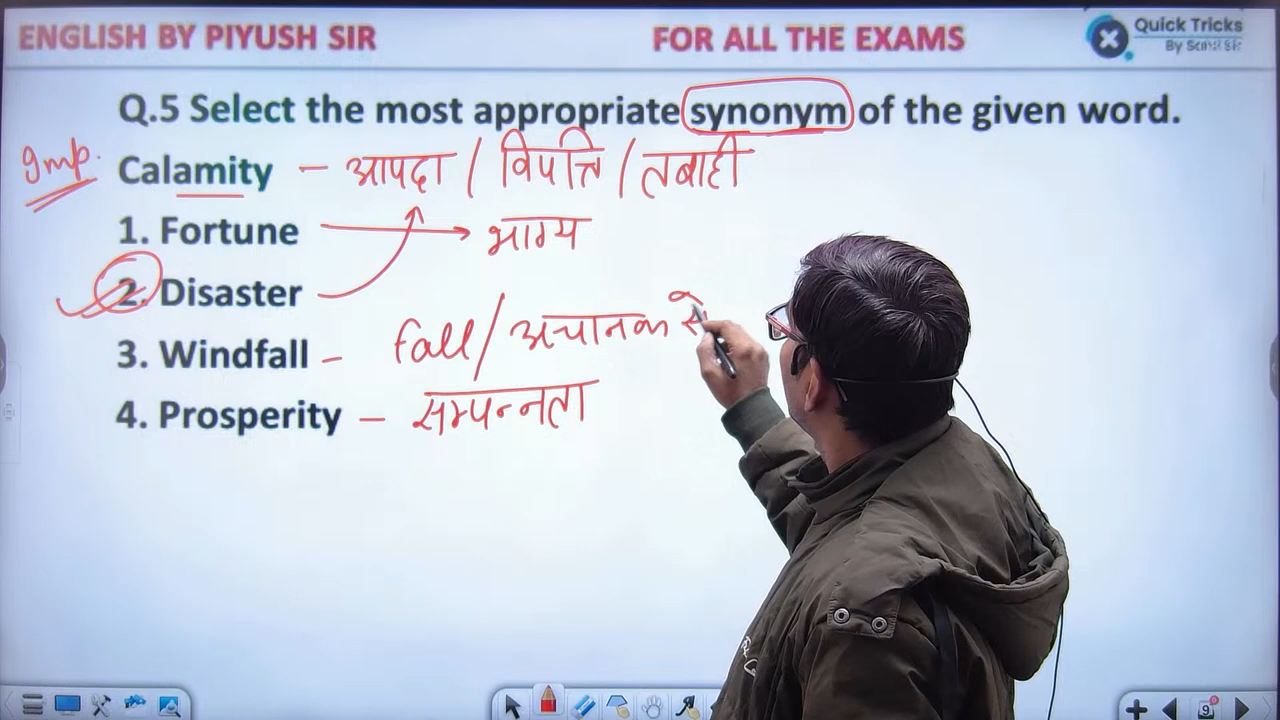 ENGLISH BY PIYUSH SIR FOR ALL THE EXAMS Quick Tricks
By
Q.5 Select the most appropriate synonym of the given word.
Imp. Calamity - आपदा / विपत्ति / तबाही
1. Fortune भाग्य
2. Disaster
3. Windfall - fall / अचानक से
4. Prosperity - सम्पन्नता
9